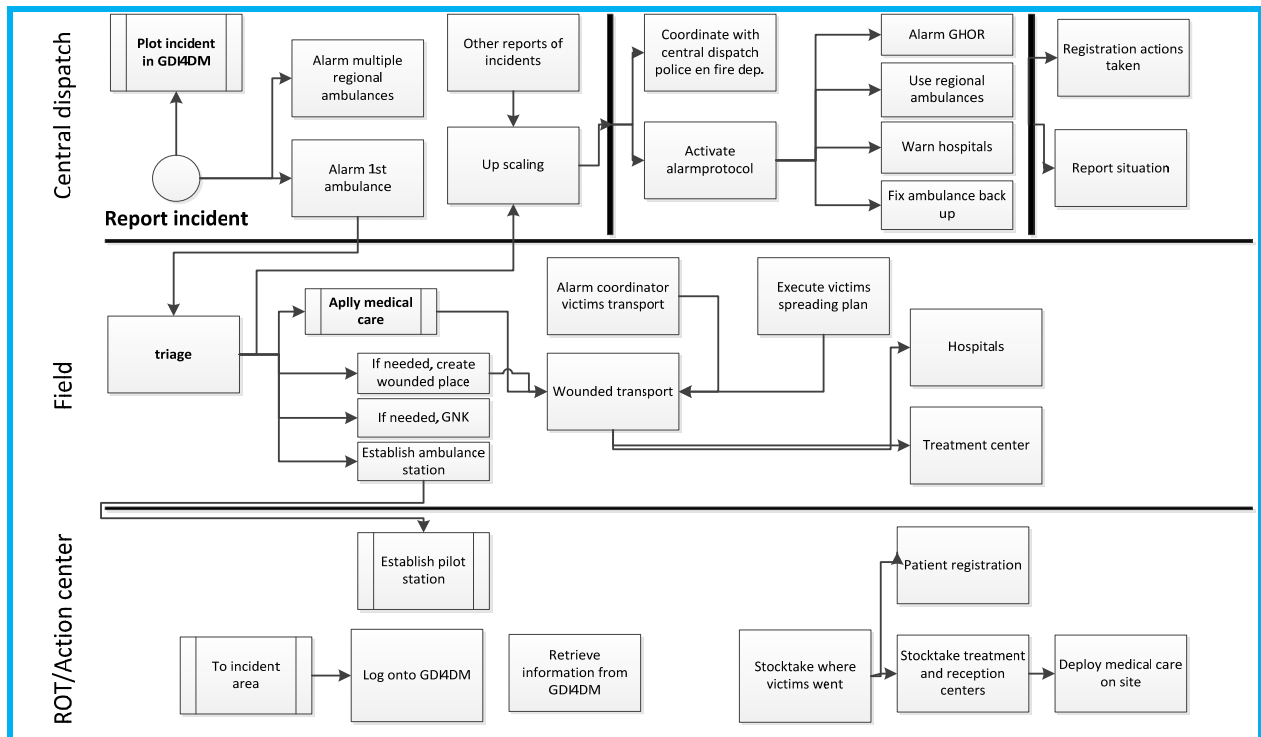 Central dispatch
Plot incident
in GDI4DM
Alarm multiple
regional
ambulances
Other reports of
incidents
Coordinate with
central dispatch
police en fire dep.
Alarm GHOR
Registration actions
taken
Use regional
ambulances
Alarm 1st
ambulance
Up scaling
Activate
alarmprotocol
Warn hospitals
Report situation
Fix ambulance back
up
Report incident
Field
triage
Aplly medical
care
Alarm coordinator
victims transport
Execute victims
spreading plan
Hospitals
If needed, create
wounded place
Wounded transport
If needed, GNK
Treatment center
Establish ambulance
station
ROT/Action center
Establish pilot
station
Patient registration
To incident
area
Log onto GDI4DM
Retrieve
information from
GDI4DM
Stocktake where
victims went
Stocktake treatment
and reception
centers
Deploy medical care
on site